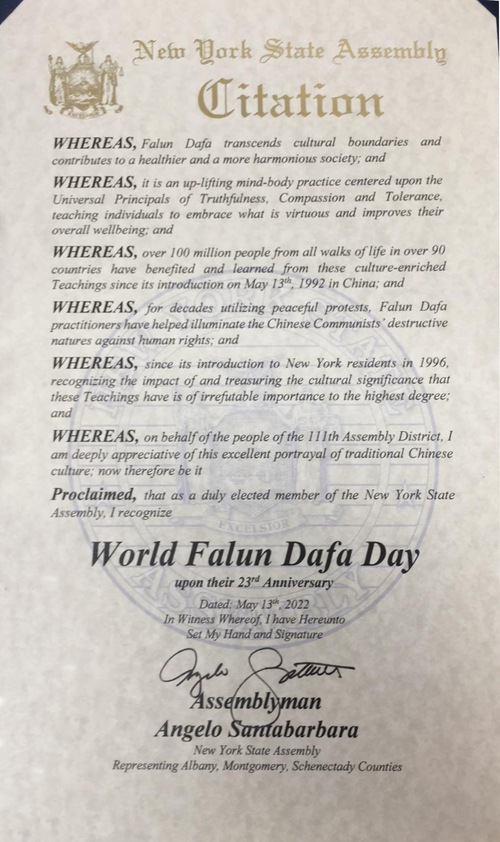 New York State Assembly
Citation
WHEREAS, Falun Dafa transcends cultural boundaries and
contributes to a healthier and a more harmonious society; and
WHEREAS, it is an up-lifting mind-body practice centered upon the
Universal Principals of Truthfulness, Compassion and Tolerance,
teaching individuals to embrace what is virtuous and improves their
overall wellbeing; and
WHEREAS, over 100 million people from all walks of life in over 90
countries have benefited and learned from these culture-enriched
Teachings since its introduction on May 13th, 1992 in China; and
WHEREAS, for decades utilizing peaceful protests, Falun Dafa
practitioners have helped illuminate the Chinese Communists' destructive
natures against human rights; and
WHEREAS, since its introduction to New York residents in 1996,
recognizing the impact of and treasuring the cultural significance that
these Teachings have is of irrefutable importance to the highest degree;
and
WHEREAS, on behalf of the people of the 111th Assembly District, I
am deeply appreciative of this excellent portrayal of traditional Chinese
culture; now therefore be it
Proclaimed, that as a duly elected member of the New York State
Assembly, I recognize
EXCELSIOR
World Falun Dafa Day
upon their 23rd Anniversary
Dated: May 13th, 2022
In Witness Whereof, I have Hereunto
Set My Hand and Signature
Assemblyman
Angelo Santabarbara
New York State Assembly
Representing Albany, Montgomery, Schenectady Counties